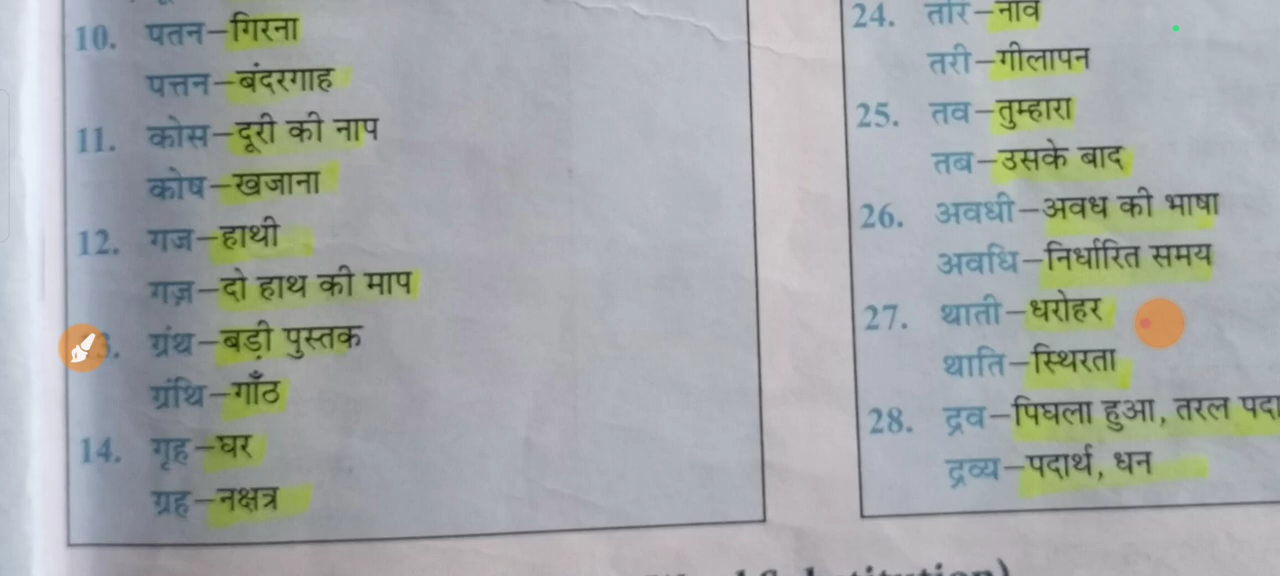 10. पतन–गिरना
पत्तन–बंदरगाह
11. कोस–दूरी की नाप
कोष–खजाना
12. गज–हाथी
गज़–दो हाथ की माप
3. ग्रंथ–बड़ी पुस्तक
ग्रंथि–गाँठ
14. गृह–घर
ग्रह–नक्षत्र
24. तरि–नाव
तरी–गीलापन
25. तव–तुम्हारा
तब–उसके बाद
26. अवधी–अवध की भाषा
अवधि–निर्धारित समय
27. थाती–धरोहर
थाति–स्थिरता
28. द्रव–पिघला हुआ, तरल
द्रव्य–पदार्थ, धन